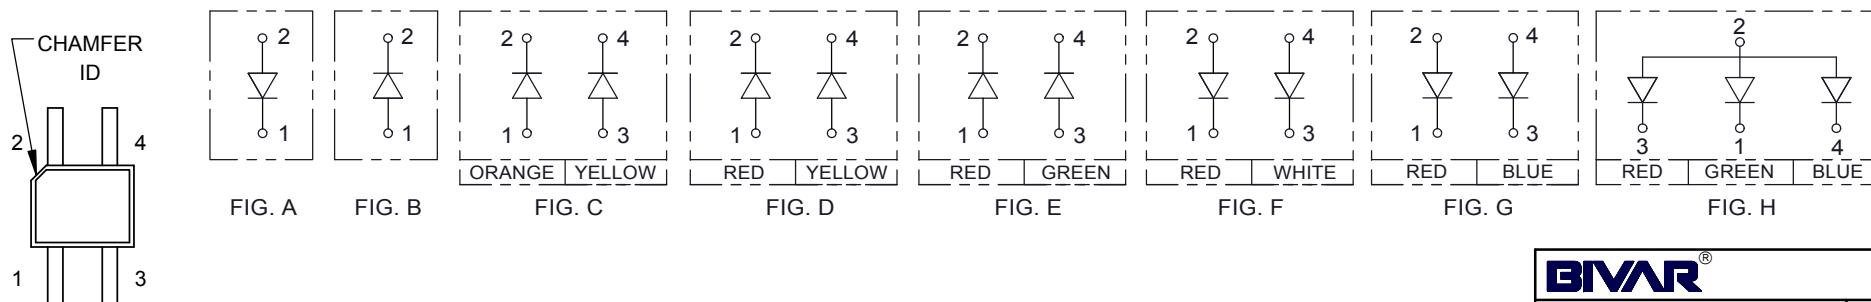 CHAMFER
ID
2 4
1 3
2
1
FIG. A
2
1
FIG. B
2 4
1 3
ORANGE YELLOW
FIG. C
2 4
1 3
RED YELLOW
FIG. D
2 4
1 3
RED GREEN
FIG. E
2 4
1 3
RED WHITE
FIG. F
2 4
1 3
RED BLUE
FIG. G
2
3 1 4
RED GREEN BLUE
FIG. H
BIVAR®